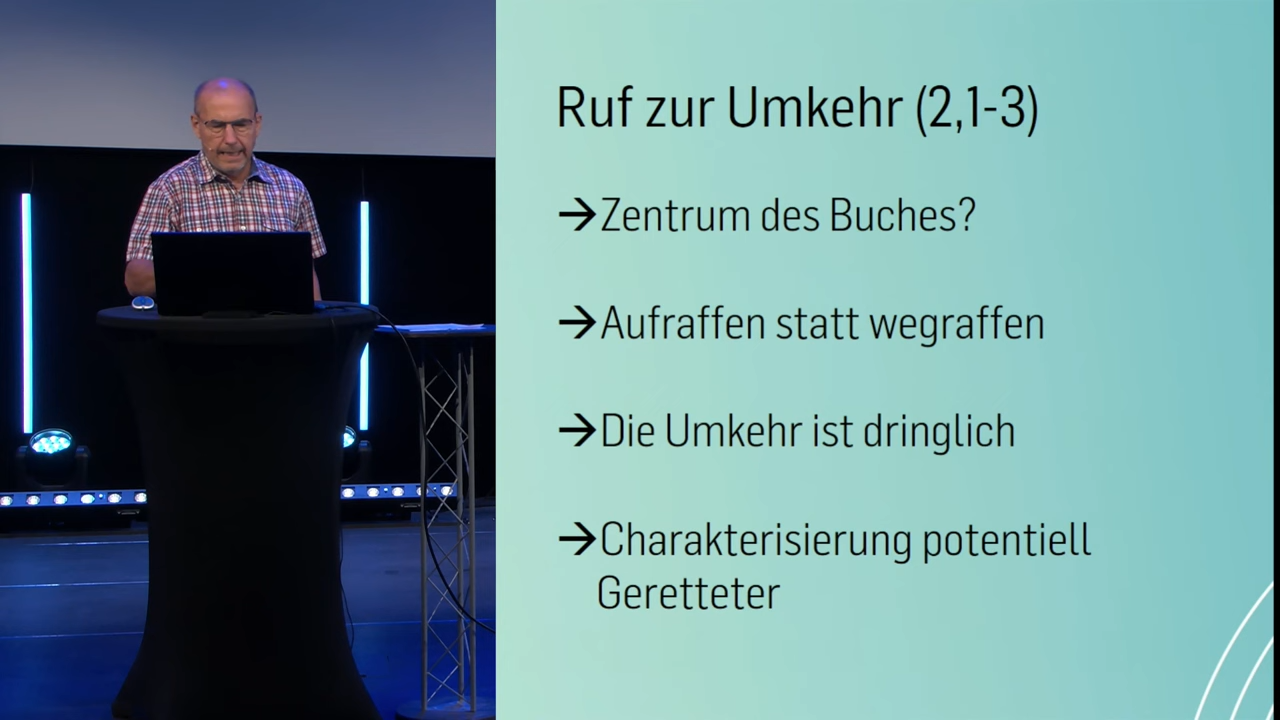 Ruf zur Umkehr (2,1-3)
→Zentrum des Buches?
→Aufraffen statt wegraffen
→Die Umkehr ist dringlich
→Charakterisierung potentiell
Geretteter